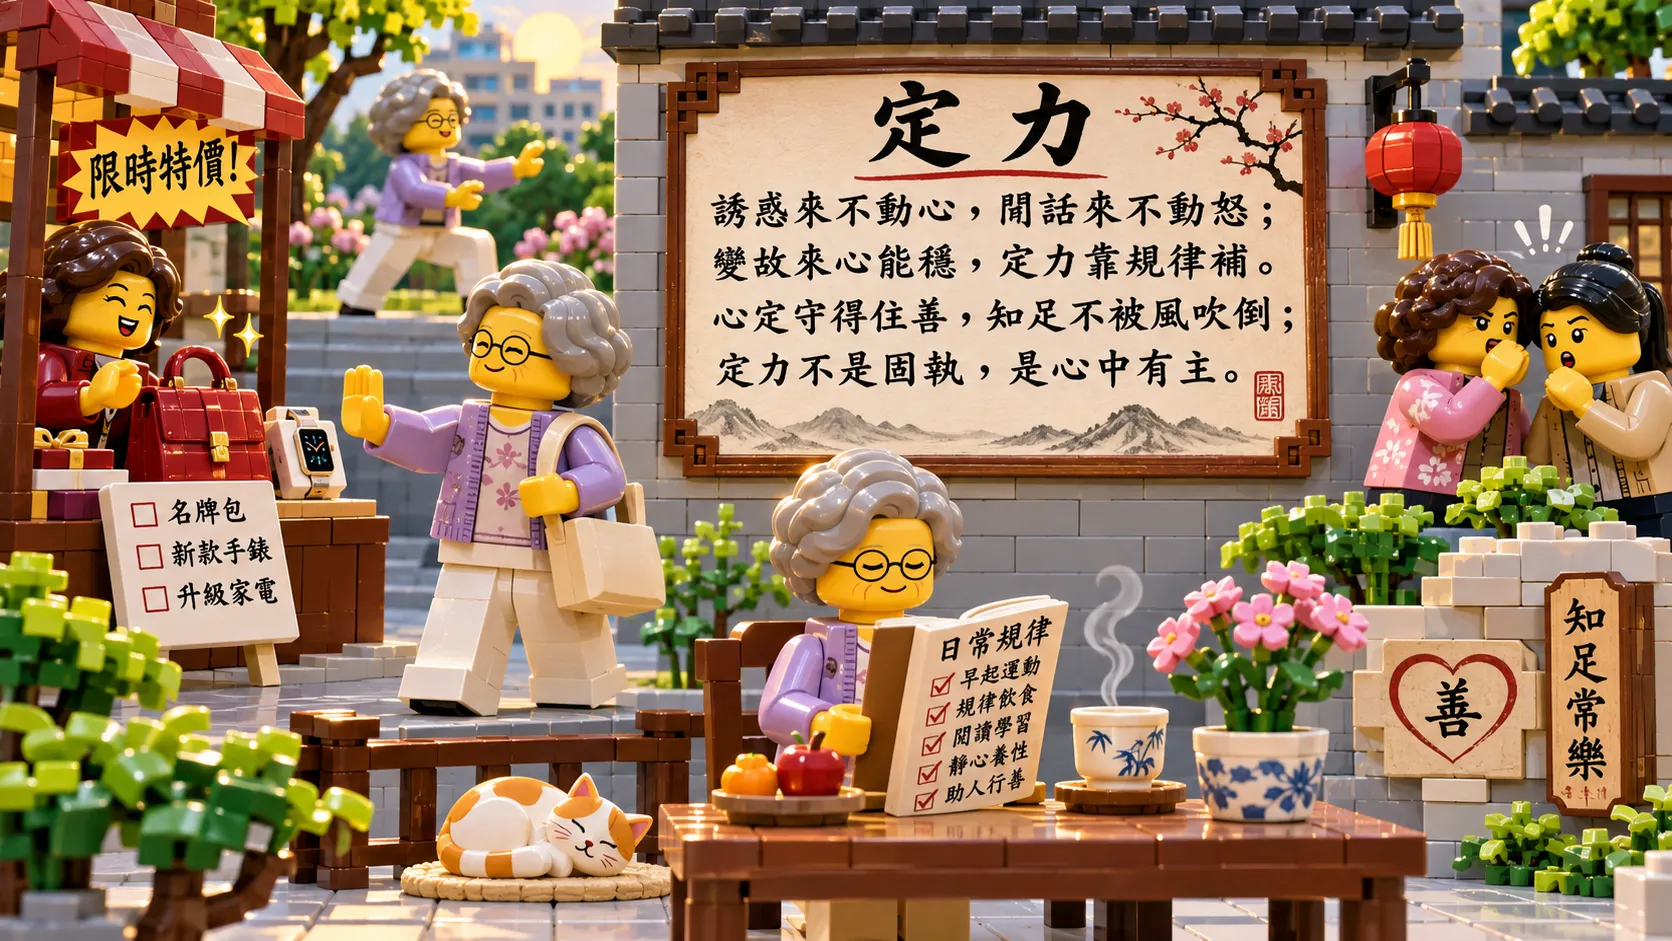 限時特價!
名牌包
新款手錶
升級家電
定力
誘惑來不動心，閒話來不動怒；
變故來心能穩，定力靠規律補。
心定守得住善，知足不被風吹倒；
定力不是固執，是心中有主。
日常規律
早起運動
規律飲食
閱讀學習
靜心養性
助人行善
善
知足常樂